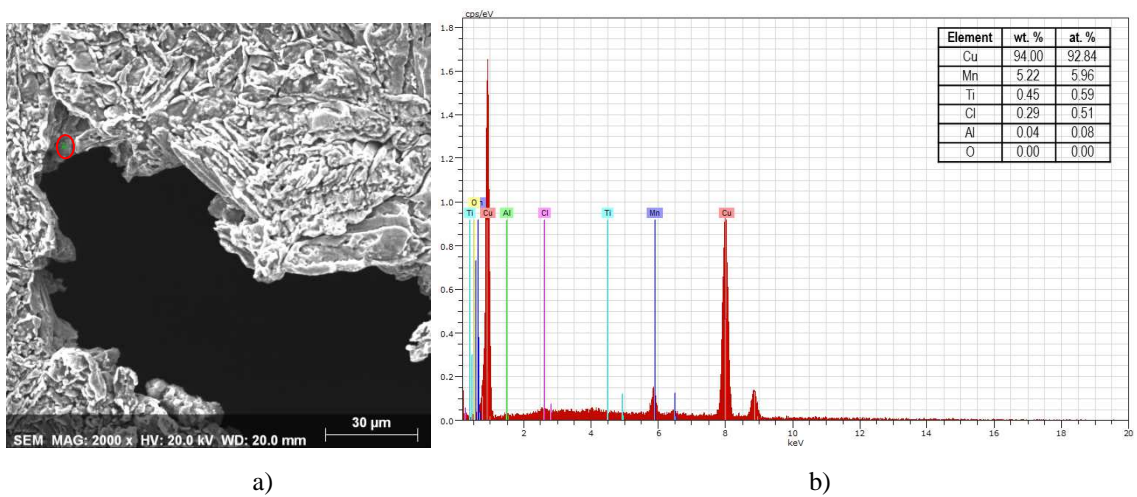 SEM MAG: 2000 x HV: 20.0 kV WD: 20.0 mm
30 µm
a)
cps/eV
1.8
1.6
1.4
1.2
1.0
0.8
0.6
0.4
0.2
0.0
Ti O Cu Al Cl Ti Mn Cu
2 4 6 8 10 12 14 16 18 20
keV
Element wt. % at. %
Cu 94.00 92.84
Mn 5.22 5.96
Ti 0.45 0.59
Cl 0.29 0.51
Al 0.04 0.08
O 0.00 0.00
b)